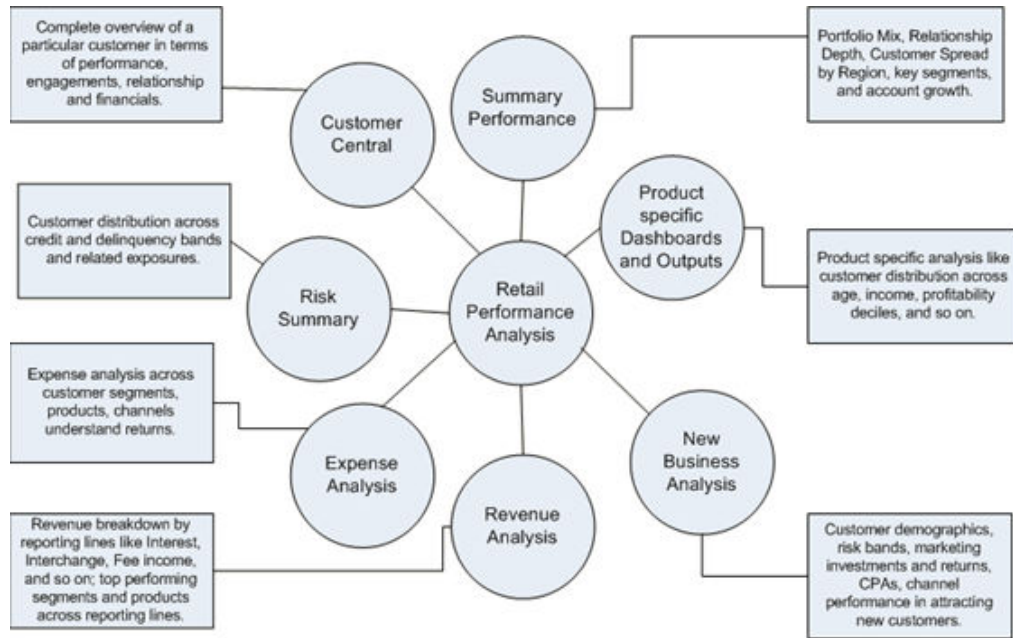 Complete overview of a
particular customer in terms
of performance,
engagements, relationship
and financials.
Customer
Central
Summary
Performance
Portfolio Mix, Relationship
Depth, Customer Spread
by Region, key segments,
and account growth.
Customer distribution across
credit and delinquency bands
and related exposures.
Risk
Summary
Retail
Performance
Analysis
Product
specific
Dashboards
and Outputs
Product specific analysis like
customer distribution across
age, income, profitability
deciles, and so on.
Expense analysis across
customer segments,
products, channels
understand returns.
Expense
Analysis
Revenue
Analysis
New
Business
Analysis
Revenue breakdown by
reporting lines like Interest,
Interchange, Fee income,
and so on; top performing
segments and products
across reporting lines.
Customer demographics,
risk bands, marketing
investments and returns,
CPAs, channel
performance in attracting
new customers.